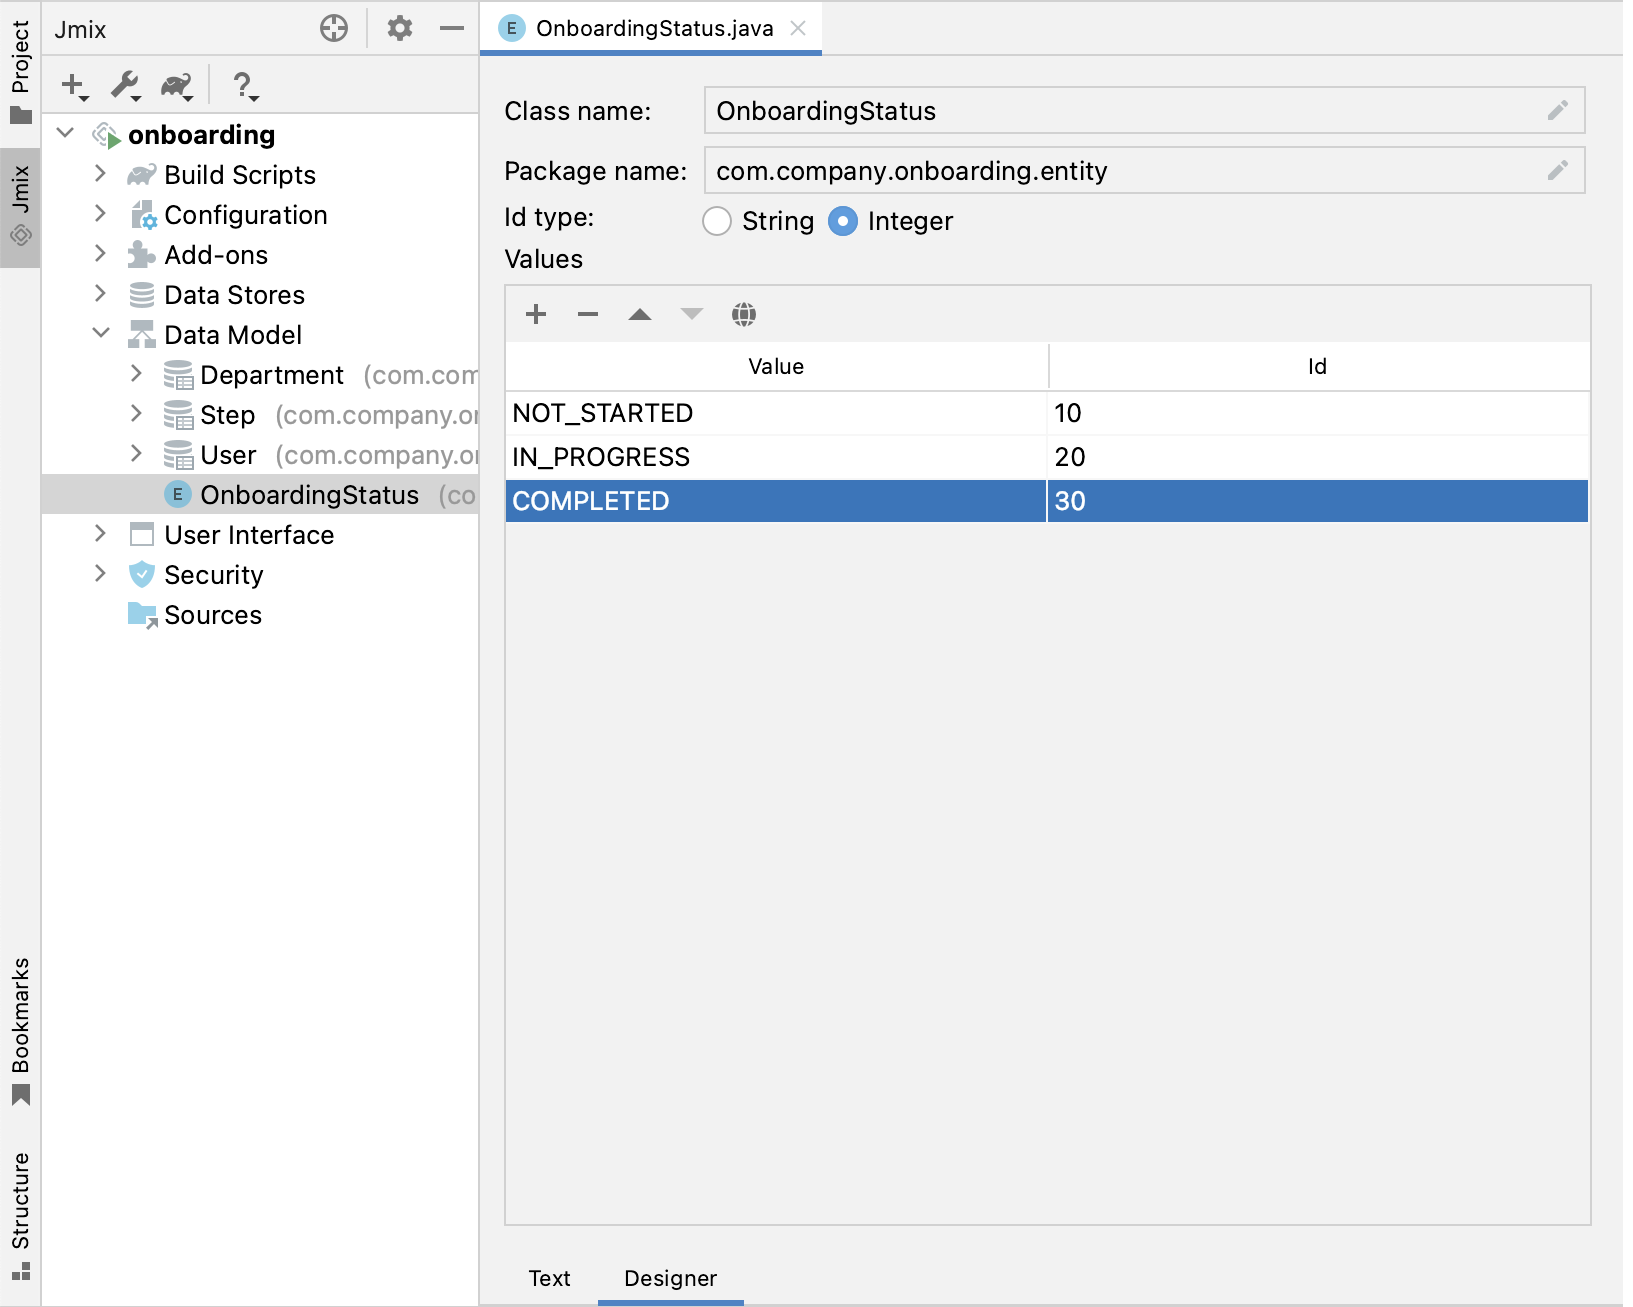 Project
Jmix
Bookmarks
Structure
Jmix
?
onboarding
Build Scripts
Configuration
Add-ons
Data Stores
Data Model
Department (com.com
Step (com.company.or
User (com.company.or
E OnboardingStatus (co
User Interface
Security
Sources
E OnboardingStatus.java
Class name: OnboardingStatus
Package name: com.company.onboarding.entity
Id type: String Integer
Values
Value Id
NOT_STARTED 10
IN_PROGRESS 20
COMPLETED 30
Text Designer